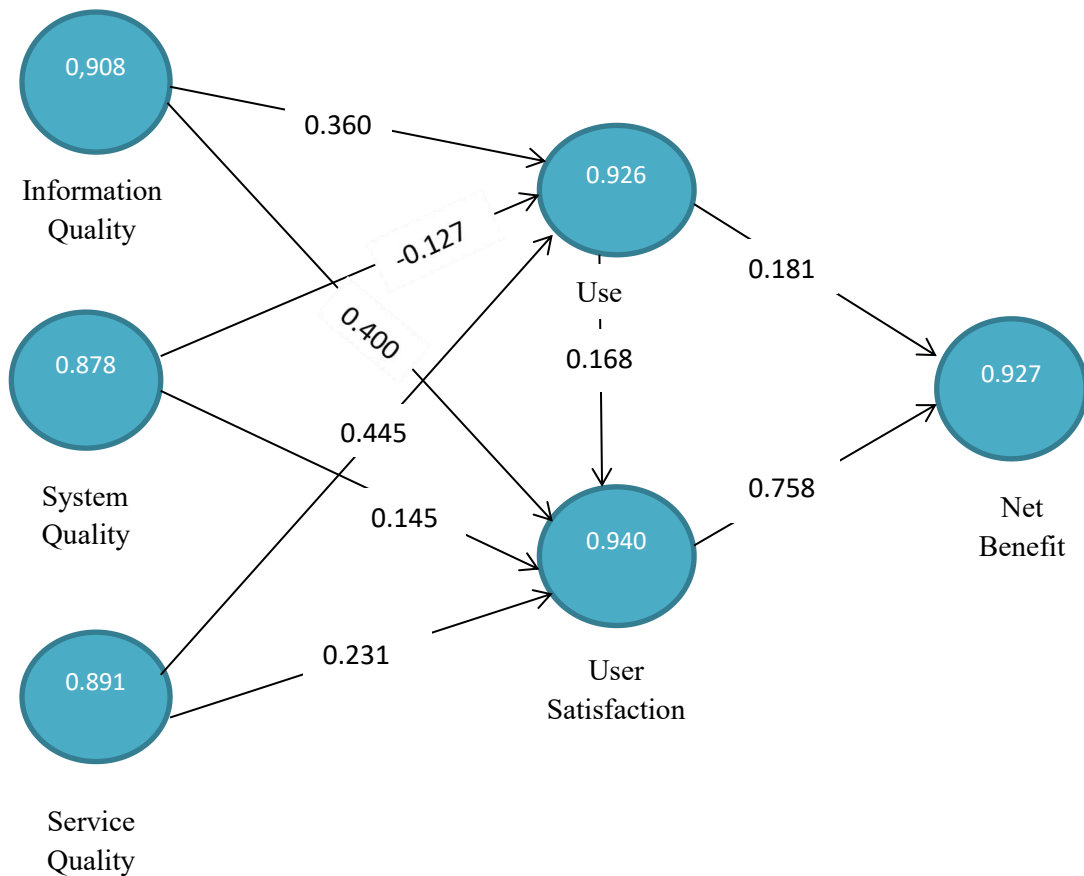 0,908
Information
Quality
0.360
-0.127
0.400
0.926
Use
0.181
0.168
0.878
System
Quality
0.445
0.145
0.927
Net
Benefit
0.758
0.940
User
Satisfaction
0.891
Service
Quality
0.231